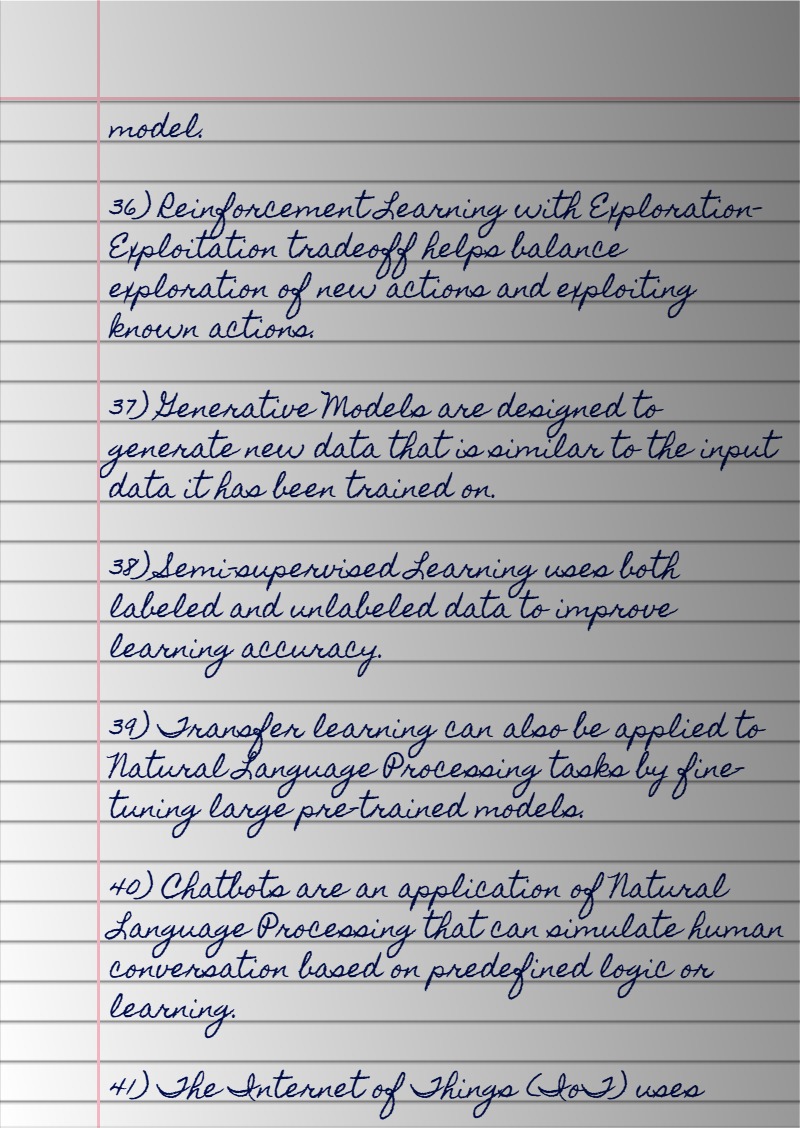 model.
36) Reinforcement Learning with Exploration-
Exploitation tradeoff helps balance
exploration of new actions and exploiting
known actions.
37) Generative Models are designed to
generate new data that is similar to the input
data it has been trained on.
38) Semi-supervised Learning uses both
labeled and unlabeled data to improve
learning accuracy.
39) Transfer learning can also be applied to
Natural Language Processing tasks by fine-
tuning large pre-trained models.
40) Chatbots are an application of Natural
Language Processing that can simulate human
conversation based on predefined logic or
learning.
41) The Internet of Things (IoT) uses